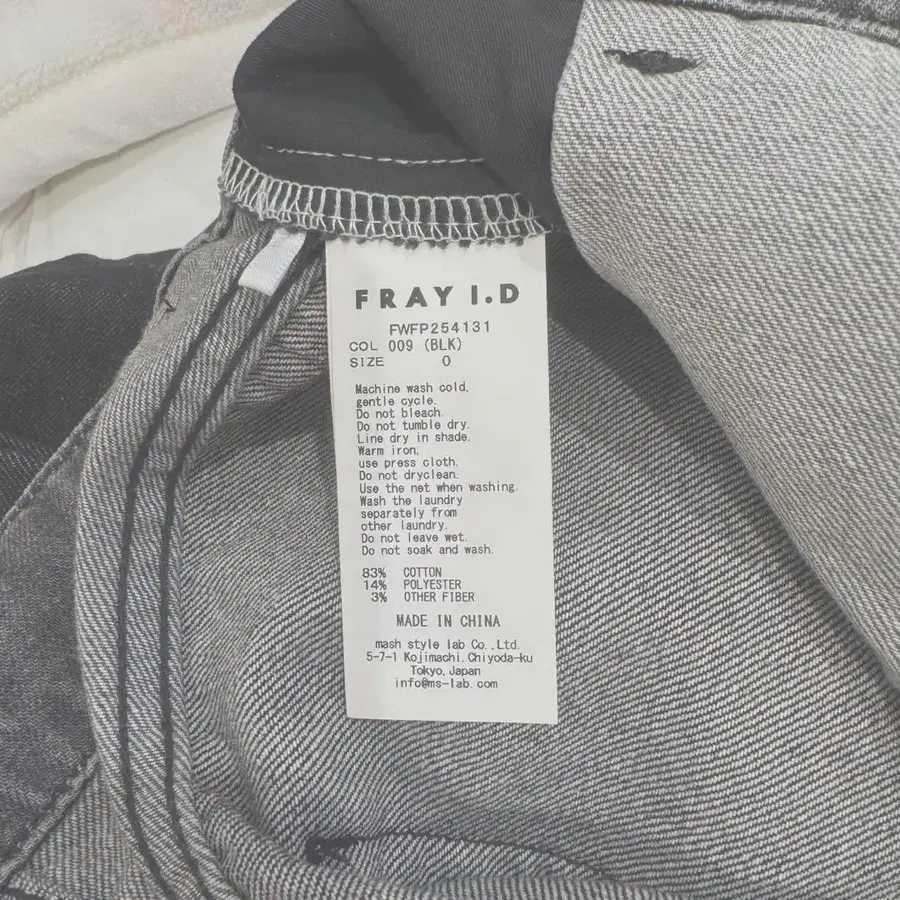 FRAY I.D
FWFP254131
COL 009 (BLK)
SIZE 0
Machine wash cold.
gentle cycle.
Do not bleach.
Do not tumble dry.
Line dry in shade.
Warm iron,
use press cloth.
Do not dryclean.
Use the net when washing.
Wash the laundry
separately from
other laundry.
Do not leave wet.
Do not soak and wash.
83% COTTON
14% POLYESTER
3% OTHER FIBER
MADE IN CHINA
mash style lab Co.,Ltd.
5-7-1 Kojimachi,Chiyoda-ku
Tokyo,Japan
info@ms-lab.com